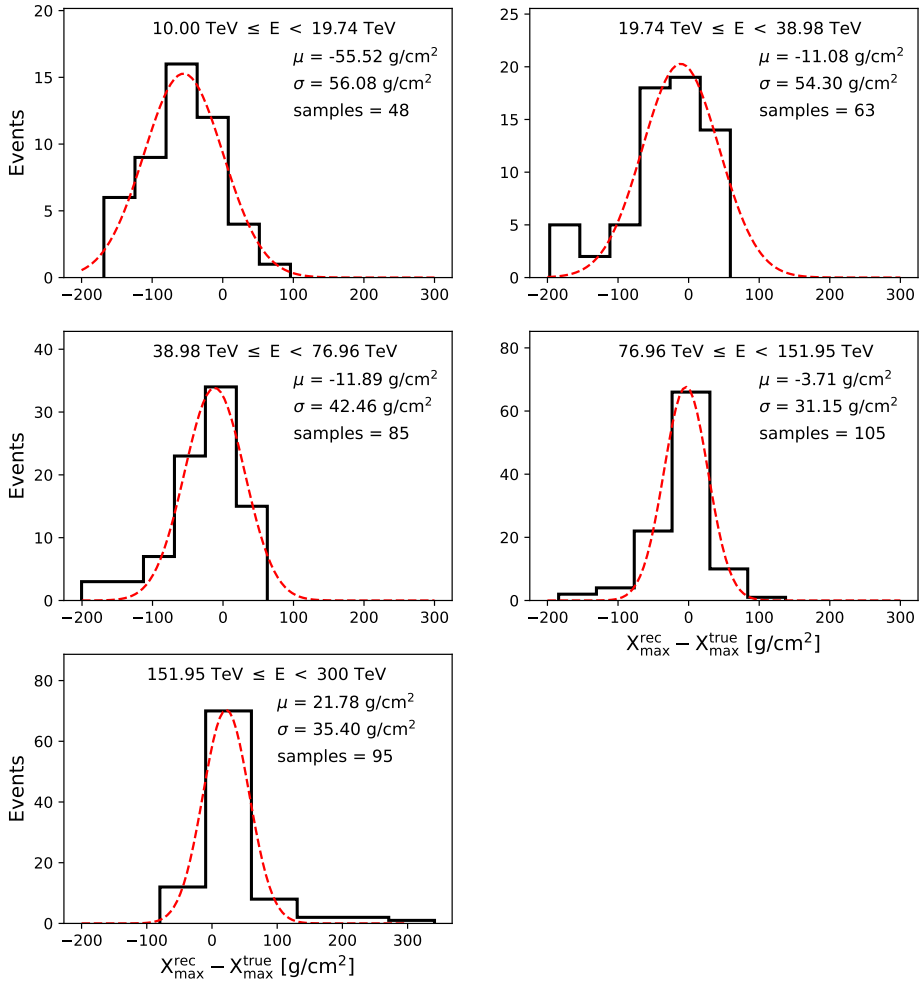 10.00 TeV ≤ E < 19.74 TeV
μ = -55.52 g/cm²
σ = 56.08 g/cm²
samples = 48
Events
20
15
10
5
0
−200 −100 0 100 200 300
19.74 TeV ≤ E < 38.98 TeV
μ = -11.08 g/cm²
σ = 54.30 g/cm²
samples = 63
25
20
15
10
5
0
−200 −100 0 100 200 300
38.98 TeV ≤ E < 76.96 TeV
μ = -11.89 g/cm²
σ = 42.46 g/cm²
samples = 85
Events
40
30
20
10
0
−200 −100 0 100 200 300
76.96 TeV ≤ E < 151.95 TeV
μ = -3.71 g/cm²
σ = 31.15 g/cm²
samples = 105
80
60
40
20
0
−200 −100 0 100 200 300
X_max^rec − X_max^true [g/cm²]
151.95 TeV ≤ E < 300 TeV
μ = 21.78 g/cm²
σ = 35.40 g/cm²
samples = 95
Events
80
60
40
20
0
−200 −100 0 100 200 300
X_max^rec − X_max^true [g/cm²]